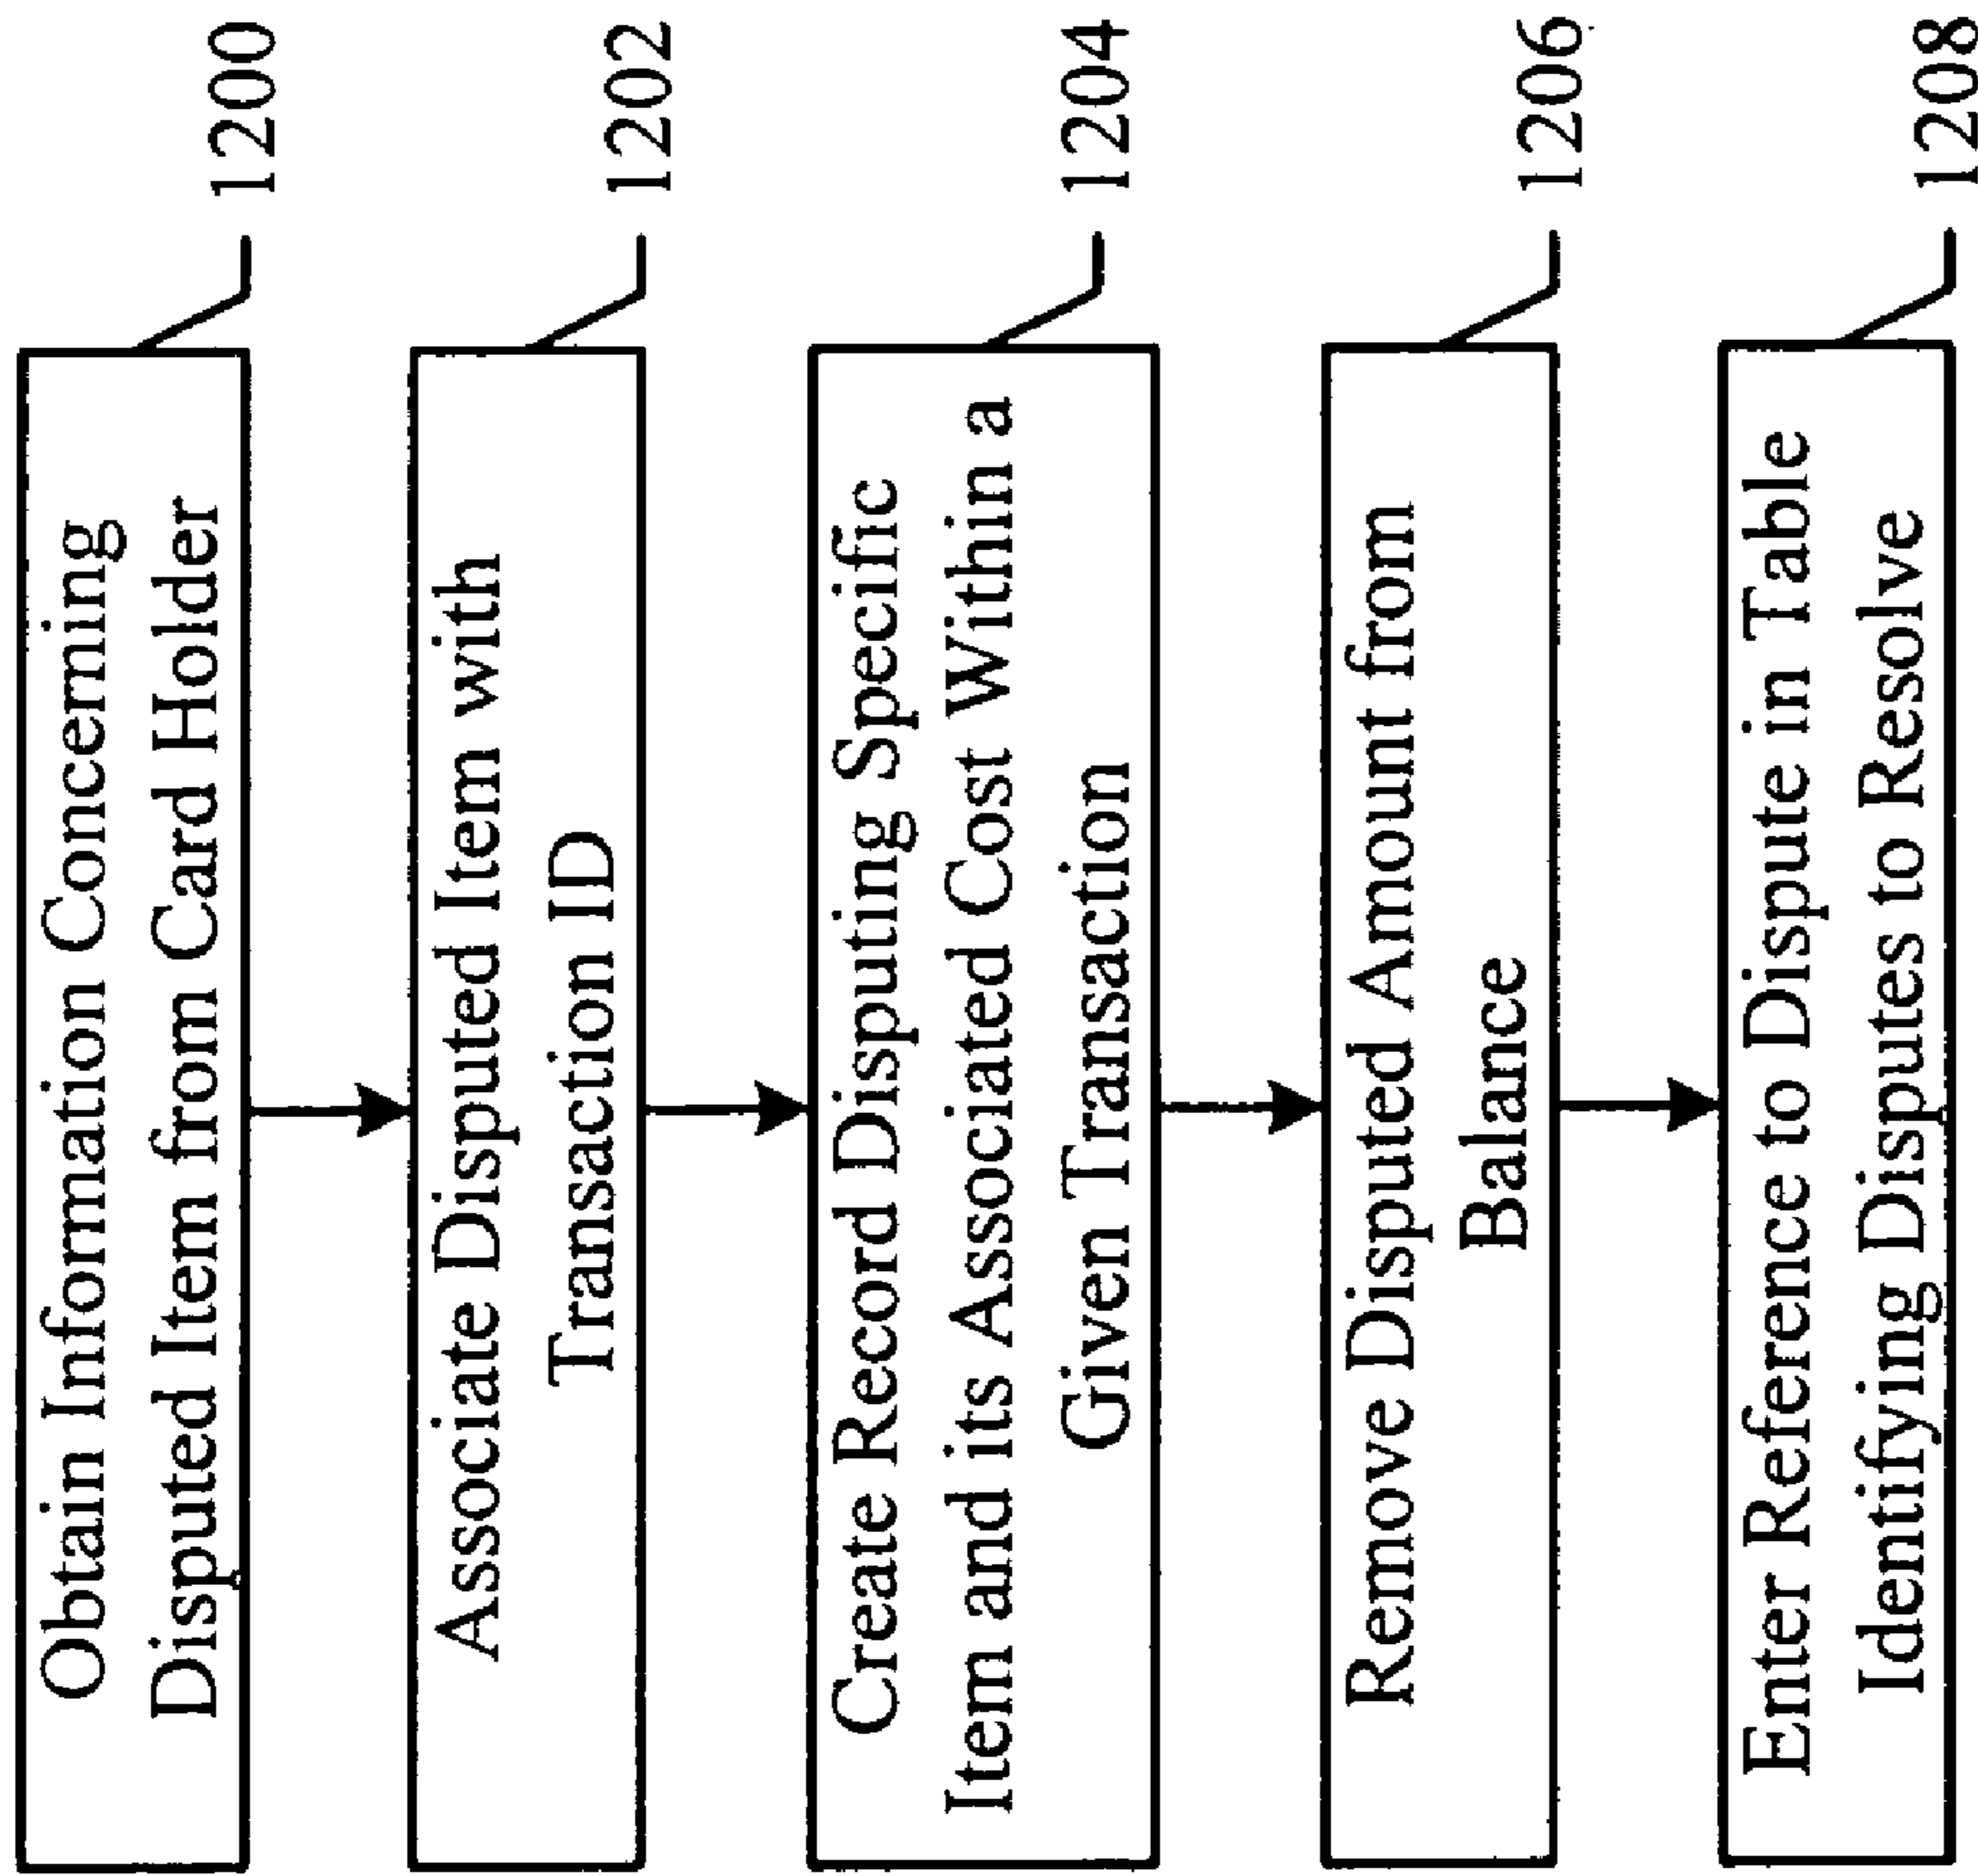 Obtain Information Concerning
Disputed Item from Card Holder
1200
Associate Disputed Item with
Transaction ID
1202
Create Record Disputing Specific
Item and its Associated Cost Within a
Given Transaction
1204
Remove Disputed Amount from
Balance
1206
Enter Reference to Dispute in Table
Identifying Disputes to Resolve
1208